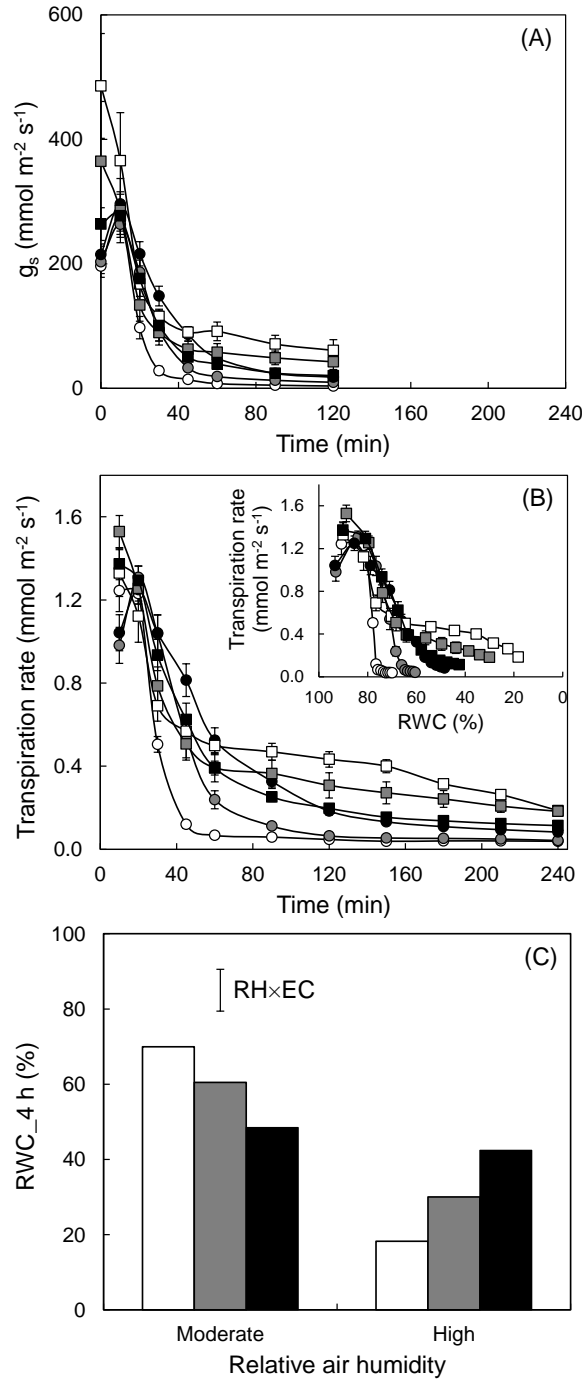 (A)
600
400
200
0
gs (mmol m-2 s-1)
0 40 80 120 160 200 240
Time (min)
(B)
1.6
1.2
0.8
0.4
0.0
Transpiration rate (mmol m-2 s-1)
0 40 80 120 160 200 240
Time (min)
1.6
1.2
0.8
0.4
0.0
Transpiration rate
(mmol m-2 s-1)
100 80 60 40 20 0
RWC (%)
(C)
100
80
60
40
20
0
RWC_4 h (%)
RH×EC
Moderate High
Relative air humidity